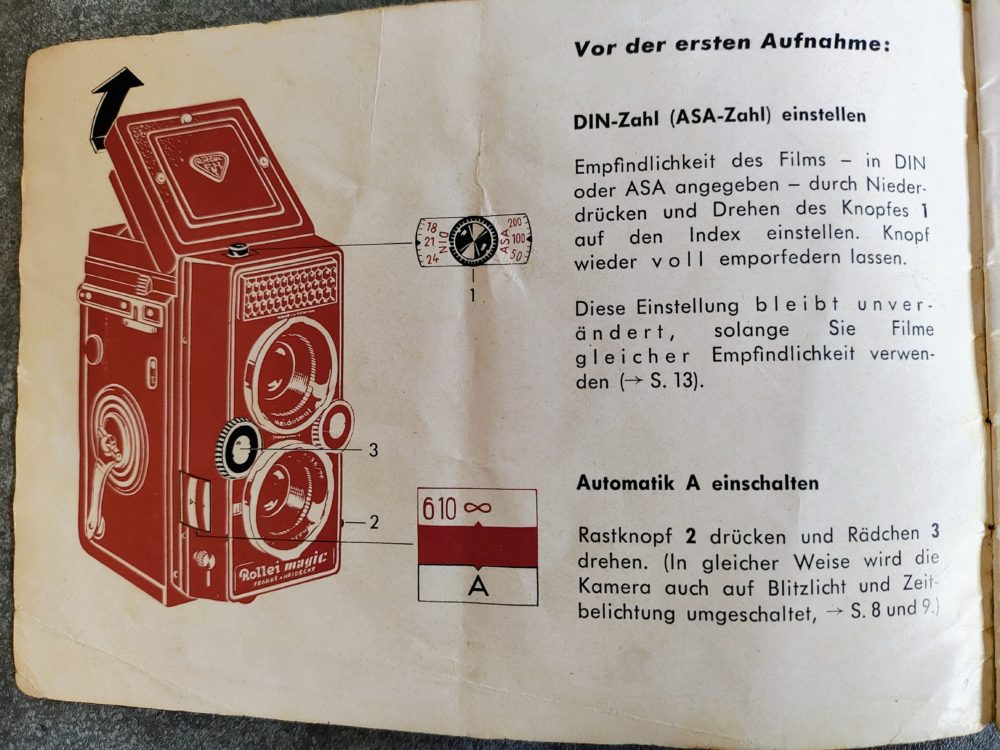 Vor der ersten Aufnahme:
DIN-Zahl (ASA-Zahl) einstellen
Empfindlichkeit des Films – in DIN
oder ASA angegeben – durch Nieder-
drücken und Drehen des Knopfes 1
auf den Index einstellen. Knopf
wieder voll emporfedern lassen.
Diese Einstellung bleibt unver-
ändert, solange Sie Filme
gleicher Empfindlichkeit verwen-
den (→ S. 13).
Automatik A einschalten
Rastknopf 2 drücken und Rädchen 3
drehen. (In gleicher Weise wird die
Kamera auch auf Blitzlicht und Zeit-
belichtung umgeschaltet, → S. 8 und 9.)
18
21
24
DIN
ASA
200
100
50
1
3
2
6 10 ∞
A
Heidosmat
A
Rollei magic
FRANKE & HEIDECKE